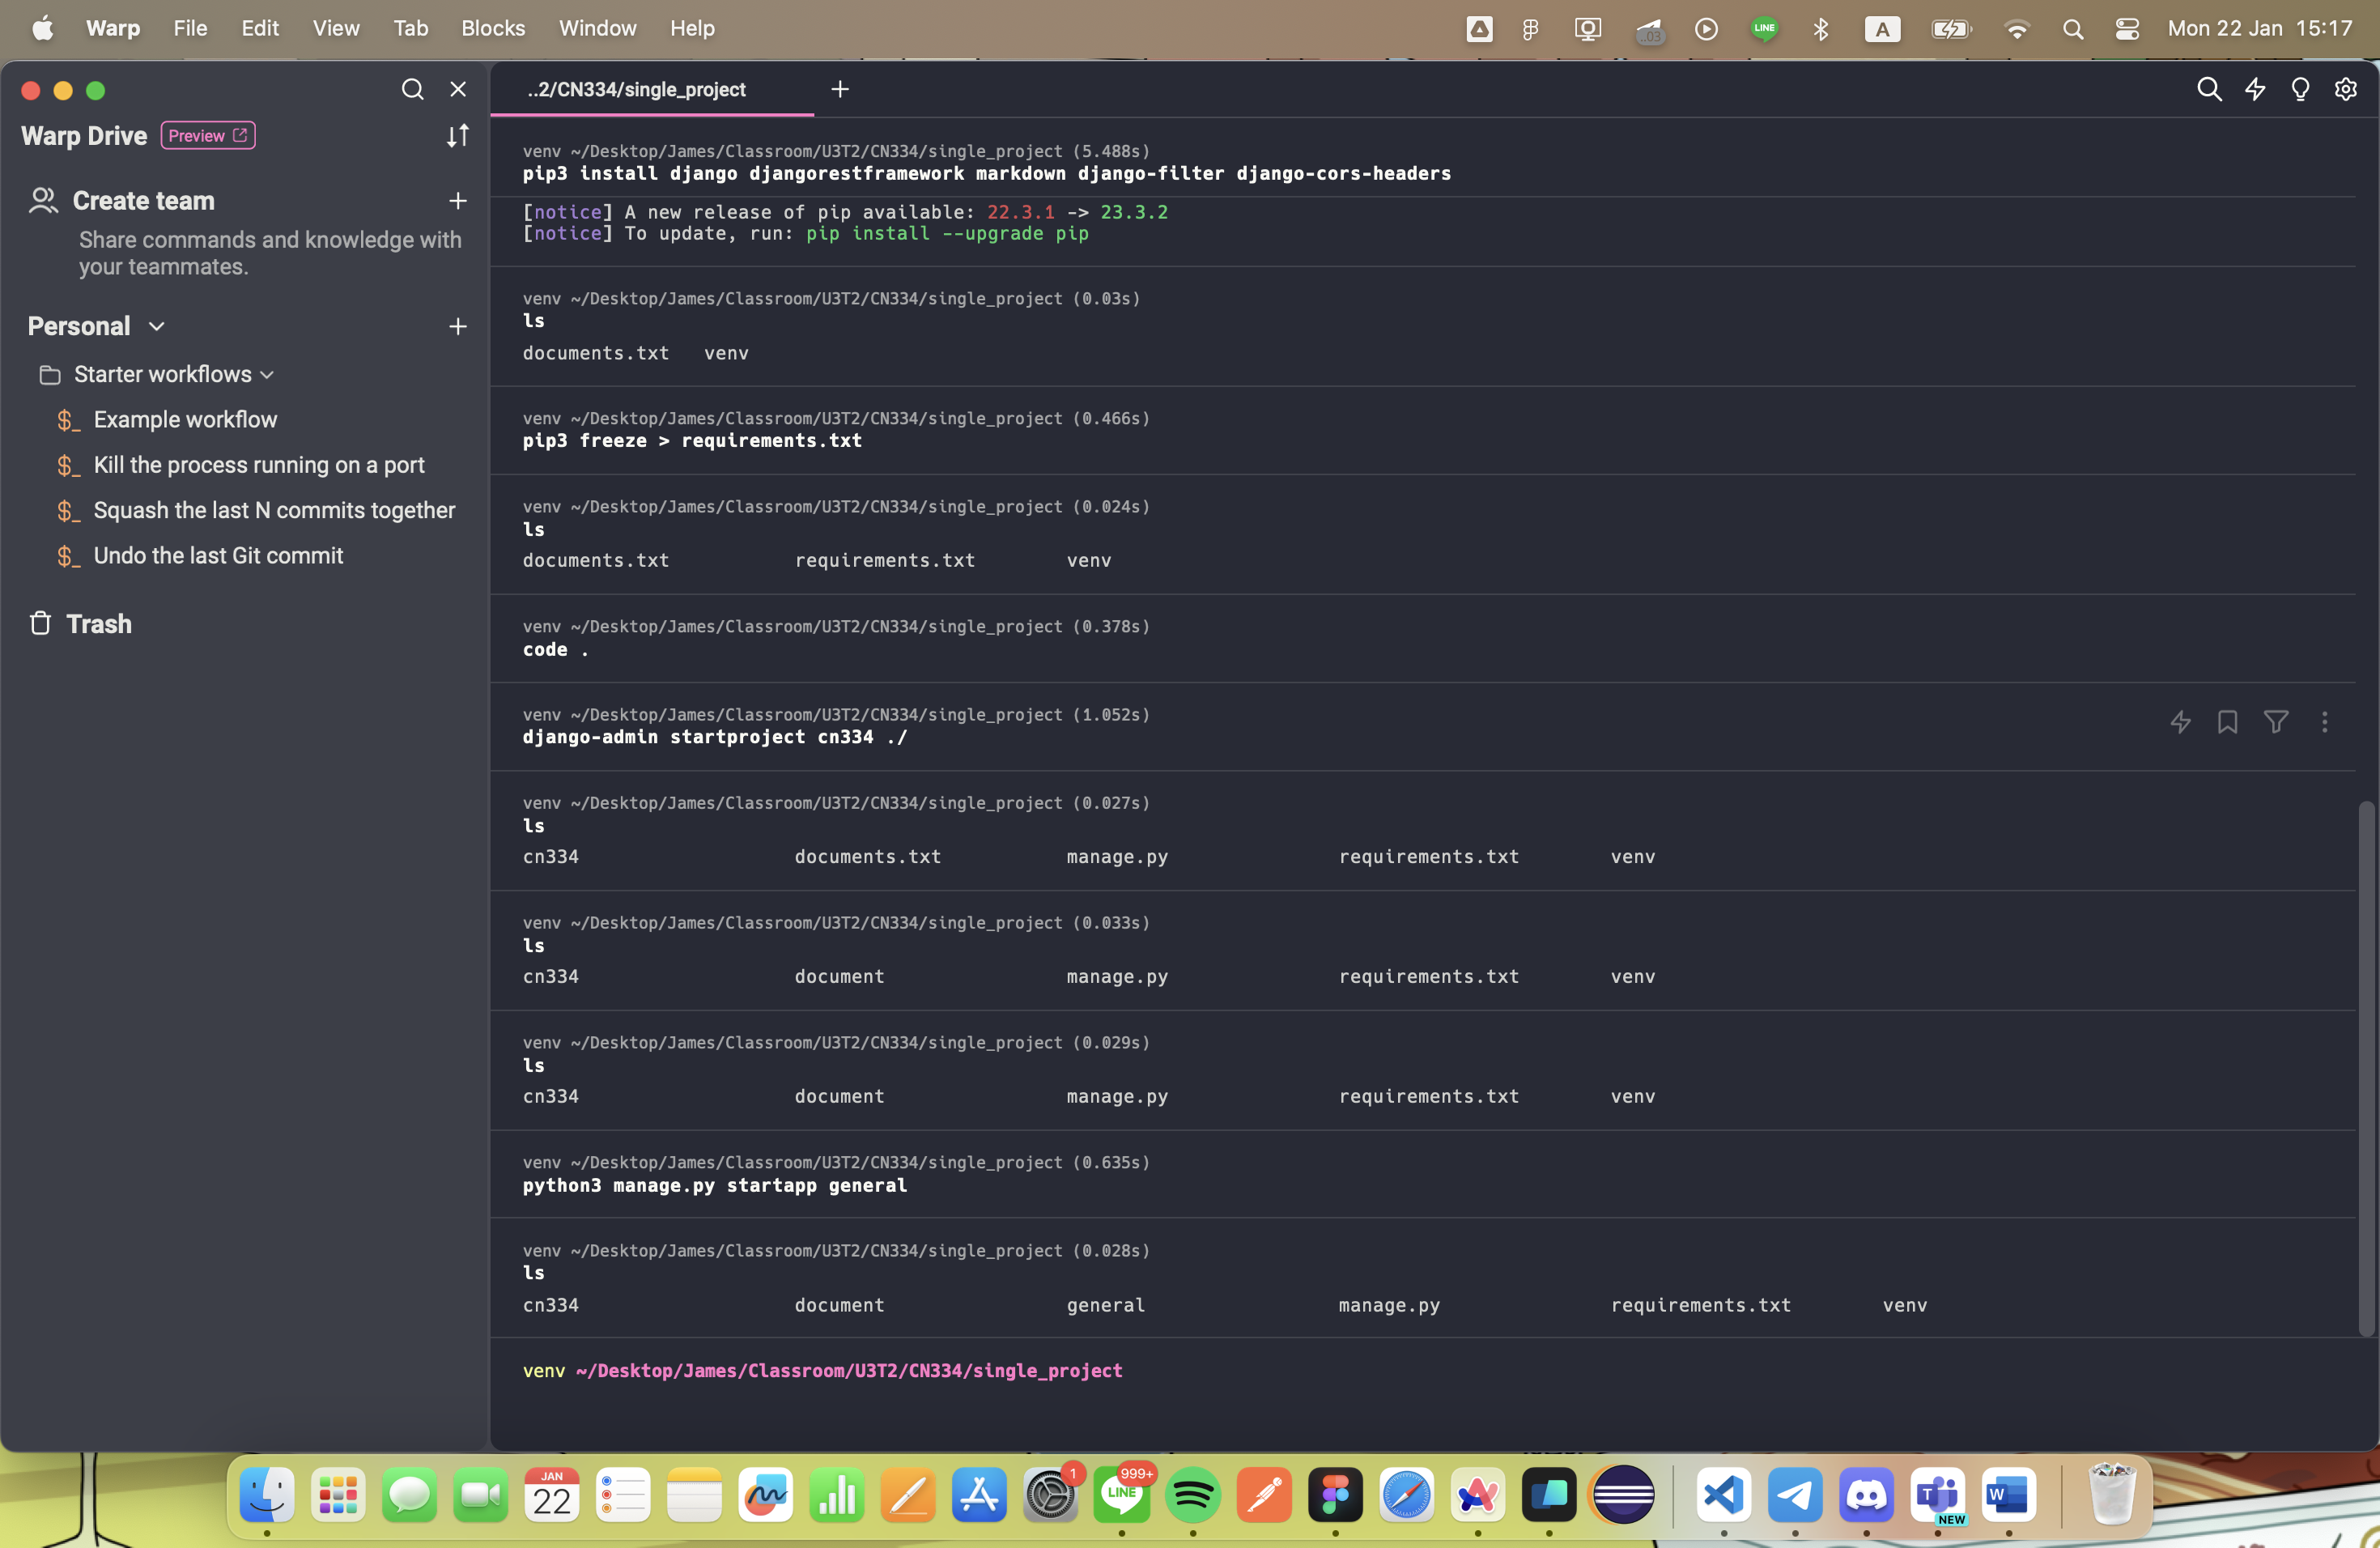 Warp File Edit View Tab Blocks Window Help
..03
LINE
A
Mon 22 Jan 15:17
Warp Drive Preview
Create team
Share commands and knowledge with
your teammates.
Personal
Starter workflows
$_ Example workflow
$_ Kill the process running on a port
$_ Squash the last N commits together
$_ Undo the last Git commit
Trash
..2/CN334/single_project
venv ~/Desktop/James/Classroom/U3T2/CN334/single_project (5.488s)
pip3 install django djangorestframework markdown django-filter django-cors-headers
[notice] A new release of pip available: 22.3.1 -> 23.3.2
[notice] To update, run: pip install --upgrade pip
venv ~/Desktop/James/Classroom/U3T2/CN334/single_project (0.03s)
ls
documents.txt venv
venv ~/Desktop/James/Classroom/U3T2/CN334/single_project (0.466s)
pip3 freeze > requirements.txt
venv ~/Desktop/James/Classroom/U3T2/CN334/single_project (0.024s)
ls
documents.txt requirements.txt venv
venv ~/Desktop/James/Classroom/U3T2/CN334/single_project (0.378s)
code .
venv ~/Desktop/James/Classroom/U3T2/CN334/single_project (1.052s)
django-admin startproject cn334 ./
venv ~/Desktop/James/Classroom/U3T2/CN334/single_project (0.027s)
ls
cn334 documents.txt manage.py requirements.txt venv
venv ~/Desktop/James/Classroom/U3T2/CN334/single_project (0.033s)
ls
cn334 document manage.py requirements.txt venv
venv ~/Desktop/James/Classroom/U3T2/CN334/single_project (0.029s)
ls
cn334 document manage.py requirements.txt venv
venv ~/Desktop/James/Classroom/U3T2/CN334/single_project (0.635s)
python3 manage.py startapp general
venv ~/Desktop/James/Classroom/U3T2/CN334/single_project (0.028s)
ls
cn334 document general manage.py requirements.txt venv
venv ~/Desktop/James/Classroom/U3T2/CN334/single_project
JAN
22
1
999+
LINE
T
NEW
W